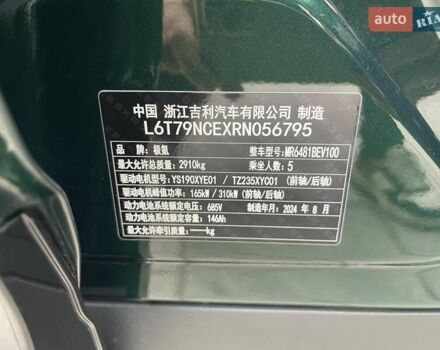 auto
RIA
中国 浙江吉利汽车有限公司 制造
L6T79NCEXRN056795
品牌: 极氪 整车型号: MR6481BEV100
最大允许总质量: 2910kg 乘坐人数: 5
驱动电机型号: YS190XYE01 / TZ235XYC01 (前轴/后轴)
驱动电机峰值功率: 165kW / 310kW (前轴/后轴)
动力电池系统额定电压: 685V 制造年月: 2024 年 8 月
动力电池系统额定容量: 146Ah
最大允许牵引质量: ——kg